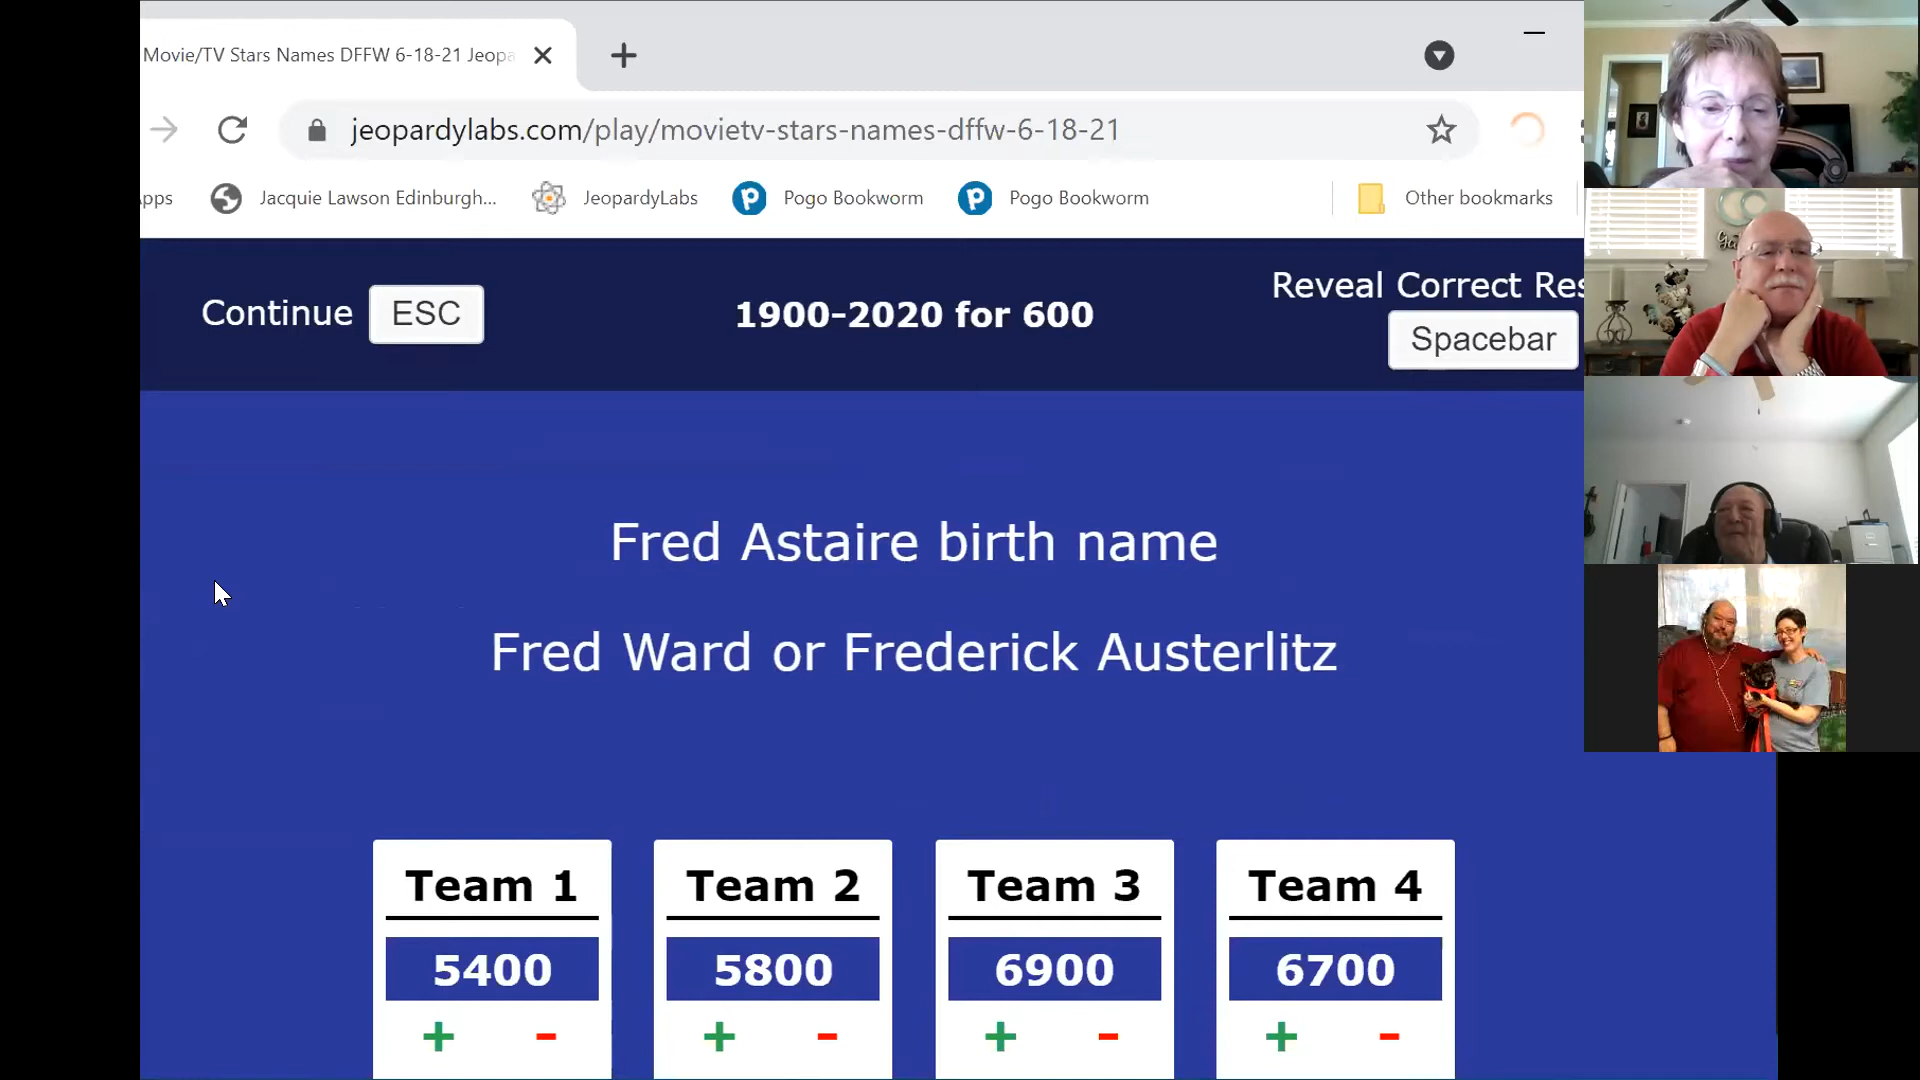 Movie/TV Stars Names DFFW 6-18-21 Jeopa
jeopardylabs.com/play/movietv-stars-names-dffw-6-18-21
pps
Jacquie Lawson Edinburgh...
JeopardyLabs
Pogo Bookworm
Pogo Bookworm
Other bookmarks
Continue ESC
1900-2020 for 600
Reveal Correct Res
Spacebar
Fred Astaire birth name
Fred Ward or Frederick Austerlitz
Team 1
Team 2
Team 3
Team 4
5400
5800
6900
6700
+ -
+ -
+ -
+ -